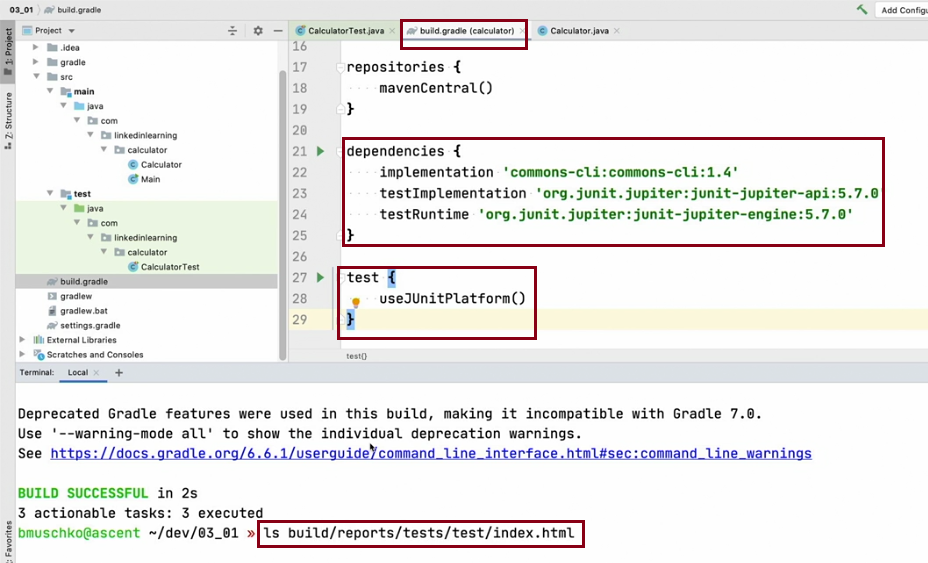 03_01 build.gradle
Add Configu
Project
CalculatorTest.java
build.gradle (calculator)
Calculator.java
1: Project
Z: Structure
Favorites
.idea
gradle
src
main
java
com
linkedinlearning
calculator
Calculator
Main
test
java
com
linkedinlearning
calculator
CalculatorTest
build.gradle
gradlew
gradlew.bat
settings.gradle
External Libraries
Scratches and Consoles
16
17 repositories {
18 mavenCentral()
19 }
20
21 dependencies {
22 implementation 'commons-cli:commons-cli:1.4'
23 testImplementation 'org.junit.jupiter:junit-jupiter-api:5.7.0
24 testRuntime 'org.junit.jupiter:junit-jupiter-engine:5.7.0'
25 }
26
27 test {
28 useJUnitPlatform()
29 }
test{}
Terminal: Local +
Deprecated Gradle features were used in this build, making it incompatible with Gradle 7.0.
Use '--warning-mode all' to show the individual deprecation warnings.
See https://docs.gradle.org/6.6.1/userguide/command_line_interface.html#sec:command_line_warnings
BUILD SUCCESSFUL in 2s
3 actionable tasks: 3 executed
bmuschko@ascent ~/dev/03_01 » ls build/reports/tests/test/index.html